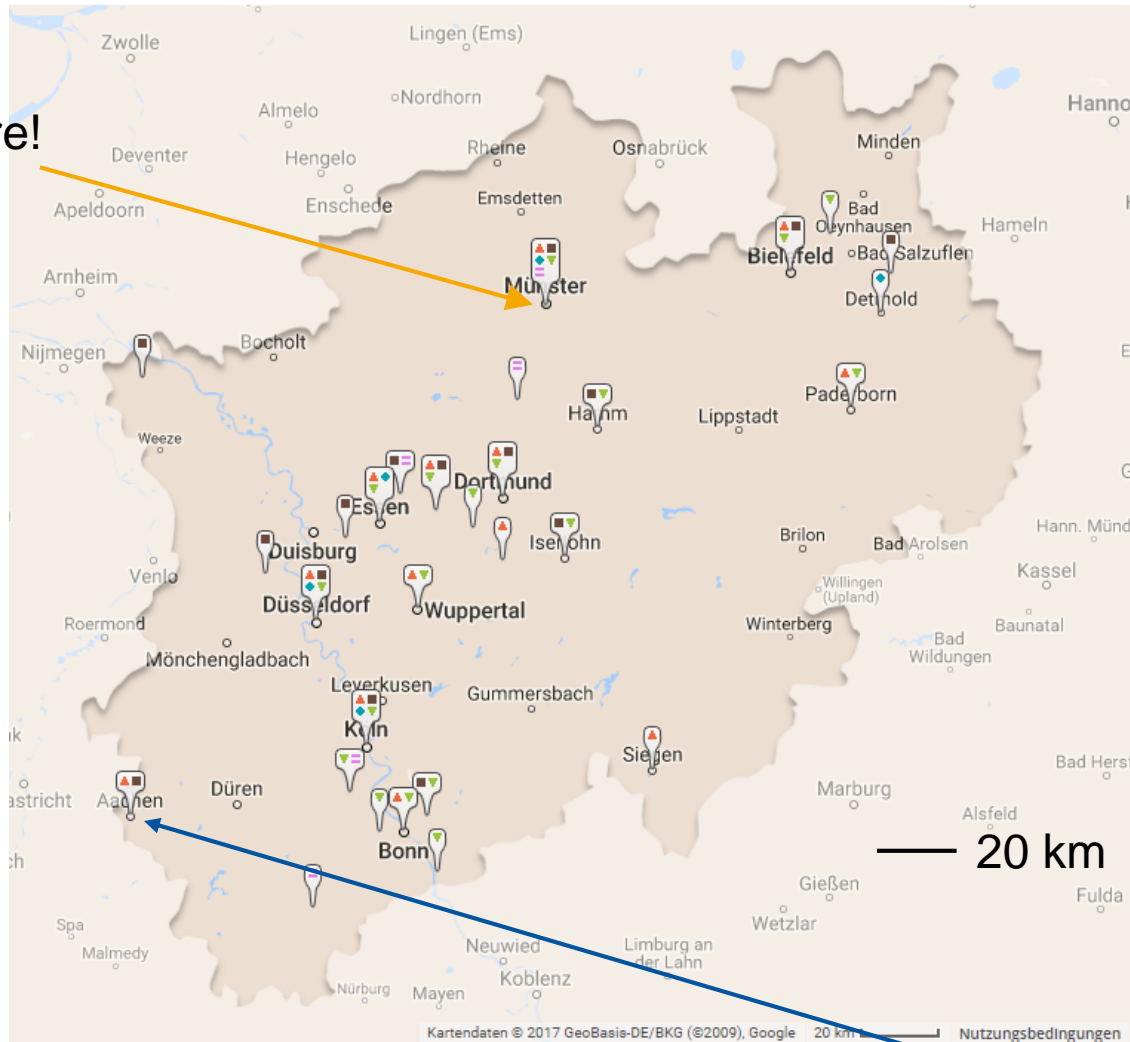 Zwolle
Lingen (Ems)
Nordhorn
Almelo
Hanno
re!
Deventer
Hengelo
Rheine
Osnabrück
Minden
Apeldoorn
Enschede
Emsdetten
Bad
Oeynhausen
Hameln
Bielefeld
Bad Salzuflen
Arnheim
Münster
Detmold
Nijmegen
Bocholt
Paderborn
Hamm
Lippstadt
Weeze
Dortmund
Essen
Duisburg
Iserlohn
Brilon
Bad Arolsen
Hann. Münd
Venlo
Willingen
(Upland)
Kassel
Düsseldorf
Wuppertal
Roermond
Winterberg
Baunatal
Mönchengladbach
Bad
Wildungen
Leverkusen
Gummersbach
Köln
Siegen
Bad Hersf
astricht
Aachen
Düren
Marburg
Alsfeld
Bonn
20 km
Gießen
Fulda
Wetzlar
Spa
Malmedy
Neuwied
Limburg an
der Lahn
Koblenz
Nürburg
Mayen
Kartendaten © 2017 GeoBasis-DE/BKG (©2009), Google
20 km
Nutzungsbedingungen